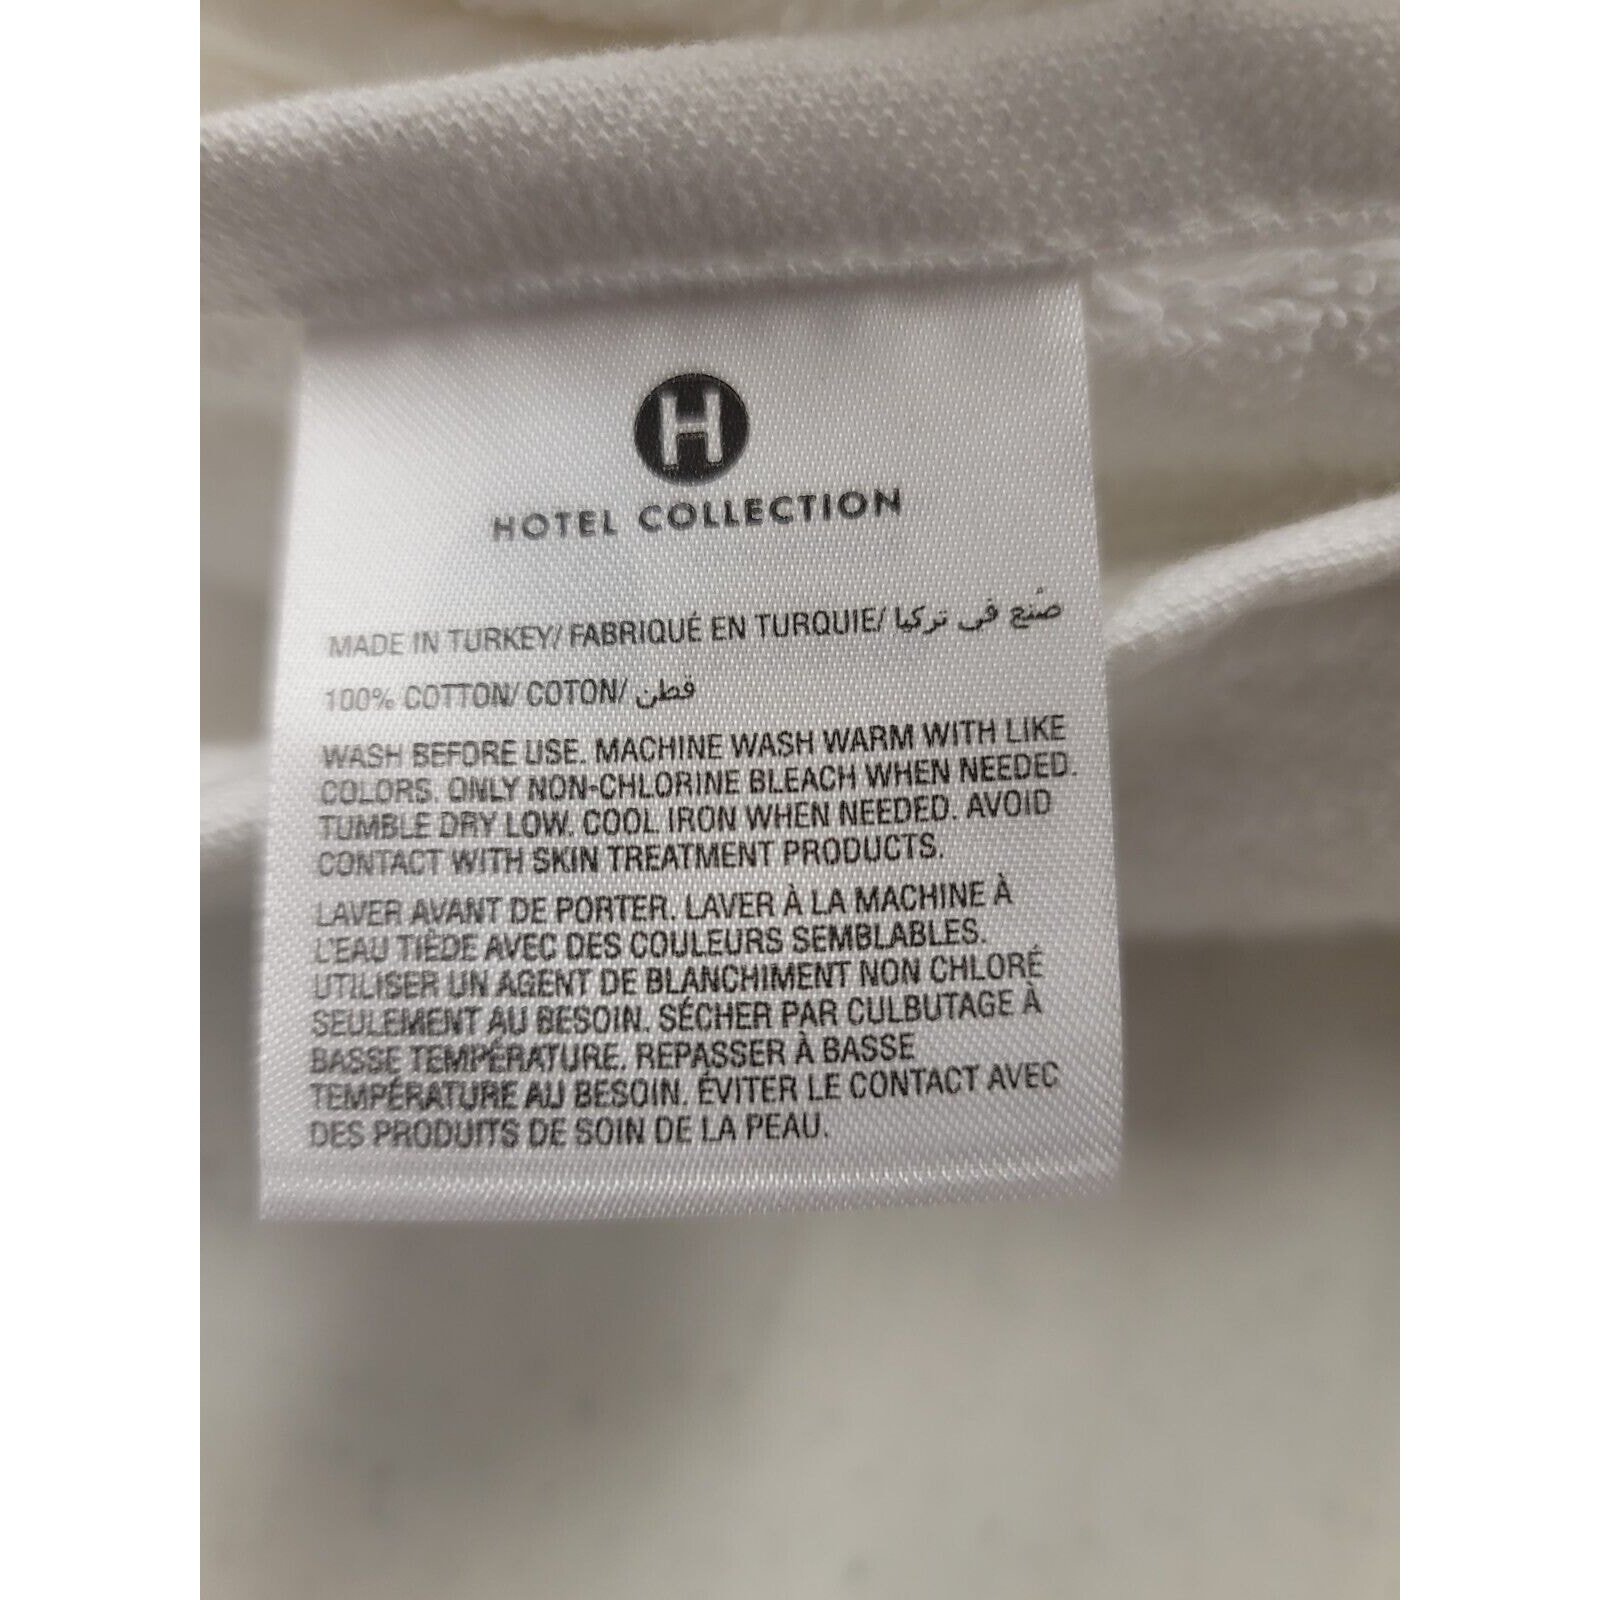 H
HOTEL COLLECTION
MADE IN TURKEY/ FABRIQUÉ EN TURQUIE/ صُنع في تركيا
100% COTTON/ COTON/ قطن
WASH BEFORE USE. MACHINE WASH WARM WITH LIKE
COLORS. ONLY NON-CHLORINE BLEACH WHEN NEEDED.
TUMBLE DRY LOW. COOL IRON WHEN NEEDED. AVOID
CONTACT WITH SKIN TREATMENT PRODUCTS.
LAVER AVANT DE PORTER. LAVER À LA MACHINE À
L'EAU TIÈDE AVEC DES COULEURS SEMBLABLES.
UTILISER UN AGENT DE BLANCHIMENT NON CHLORÉ
SEULEMENT AU BESOIN. SÉCHER PAR CULBUTAGE À
BASSE TEMPÉRATURE. REPASSER À BASSE
TEMPÉRATURE AU BESOIN. ÉVITER LE CONTACT AVEC
DES PRODUITS DE SOIN DE LA PEAU.